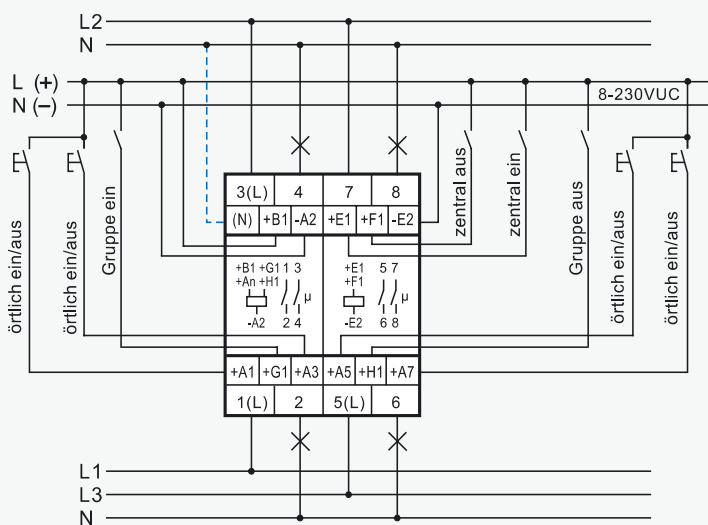 L2
N
L (+)
N (–)
8-230VUC
örtlich ein/aus
örtlich ein/aus
Gruppe ein
zentral aus
zentral ein
Gruppe aus
örtlich ein/aus
örtlich ein/aus
3(L) 4 7 8
(N) +B1 -A2 +E1 +F1 -E2
+B1 +G1 1 3 +E1 5 7
+An +H1 µ +F1 µ
-A2 2 4 -E2 6 8
+A1 +G1 +A3 +A5 +H1 +A7
1(L) 2 5(L) 6
L1
L3
N